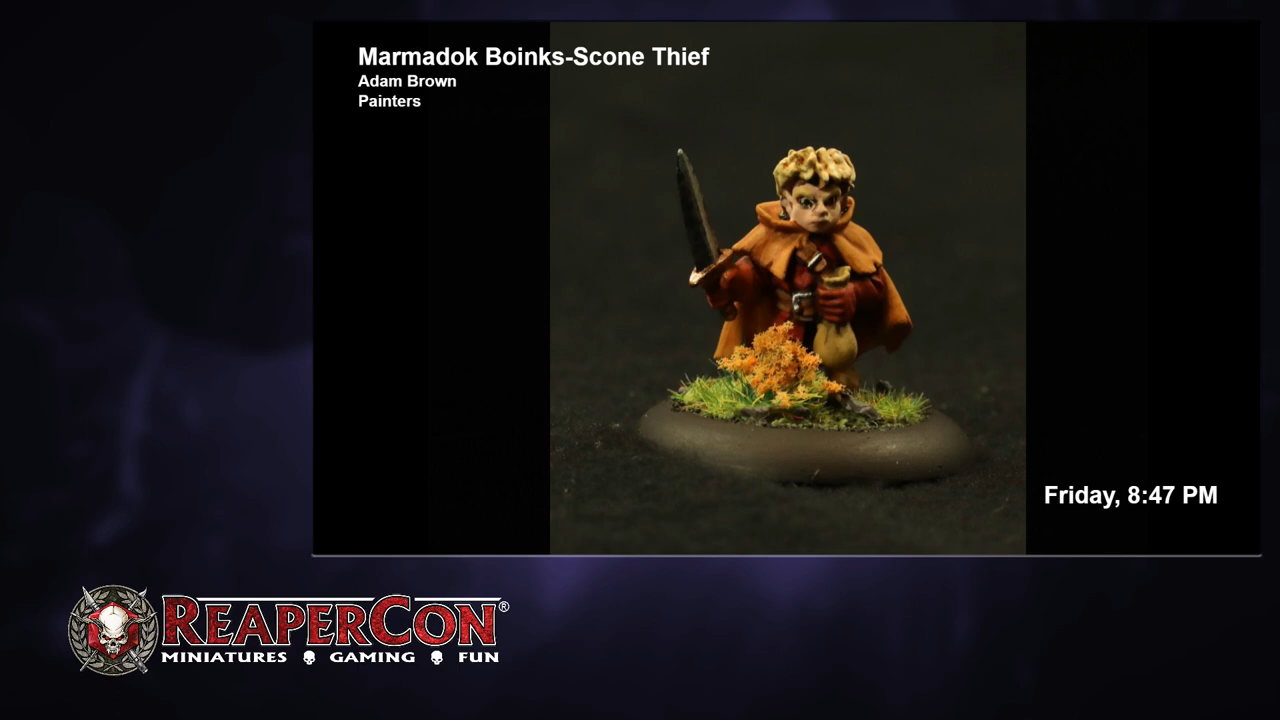 Marmadok Boinks-Scone Thief
Adam Brown
Painters
Friday, 8:47 PM
REAPERCON®
MINIATURES GAMING FUN